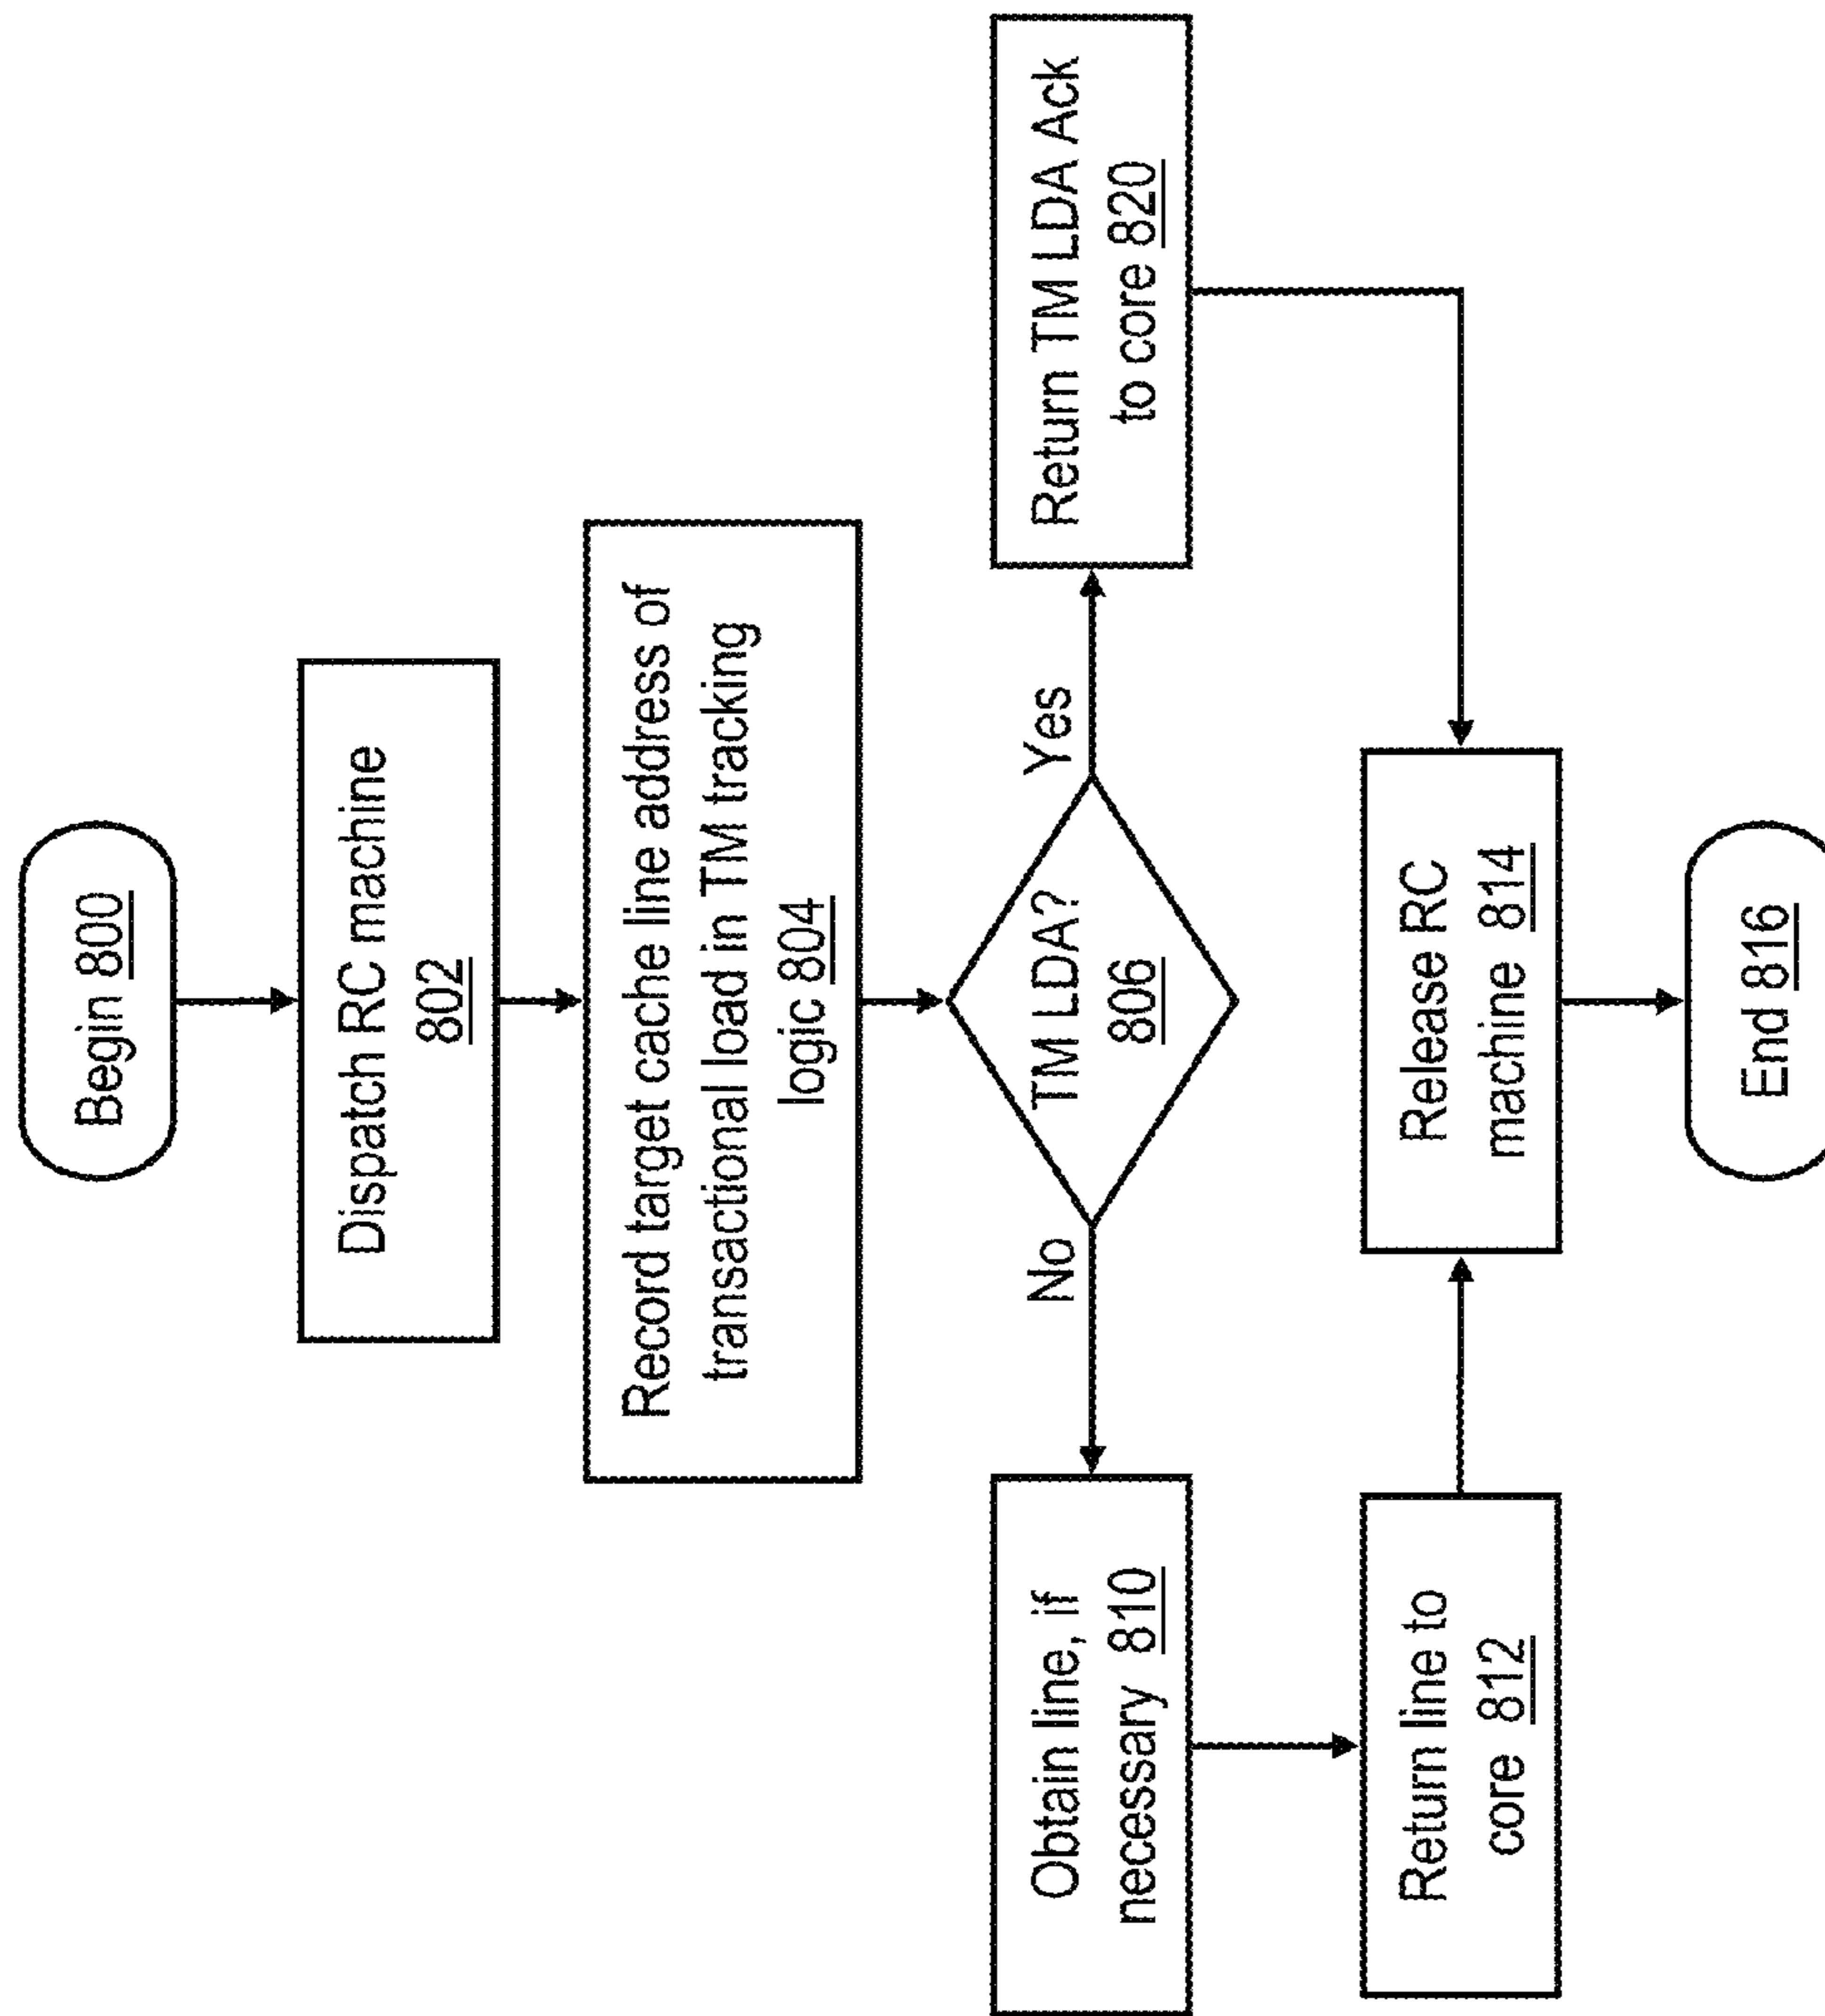 Begin 800
Dispatch RC machine
802
Record target cache line address of
transactional load in TM tracking
logic 804
TM LDA?
806
No
Yes
Obtain line, if
necessary 810
Return TM LDA Ack
to core 820
Return line to
core 812
Release RC
machine 814
End 816